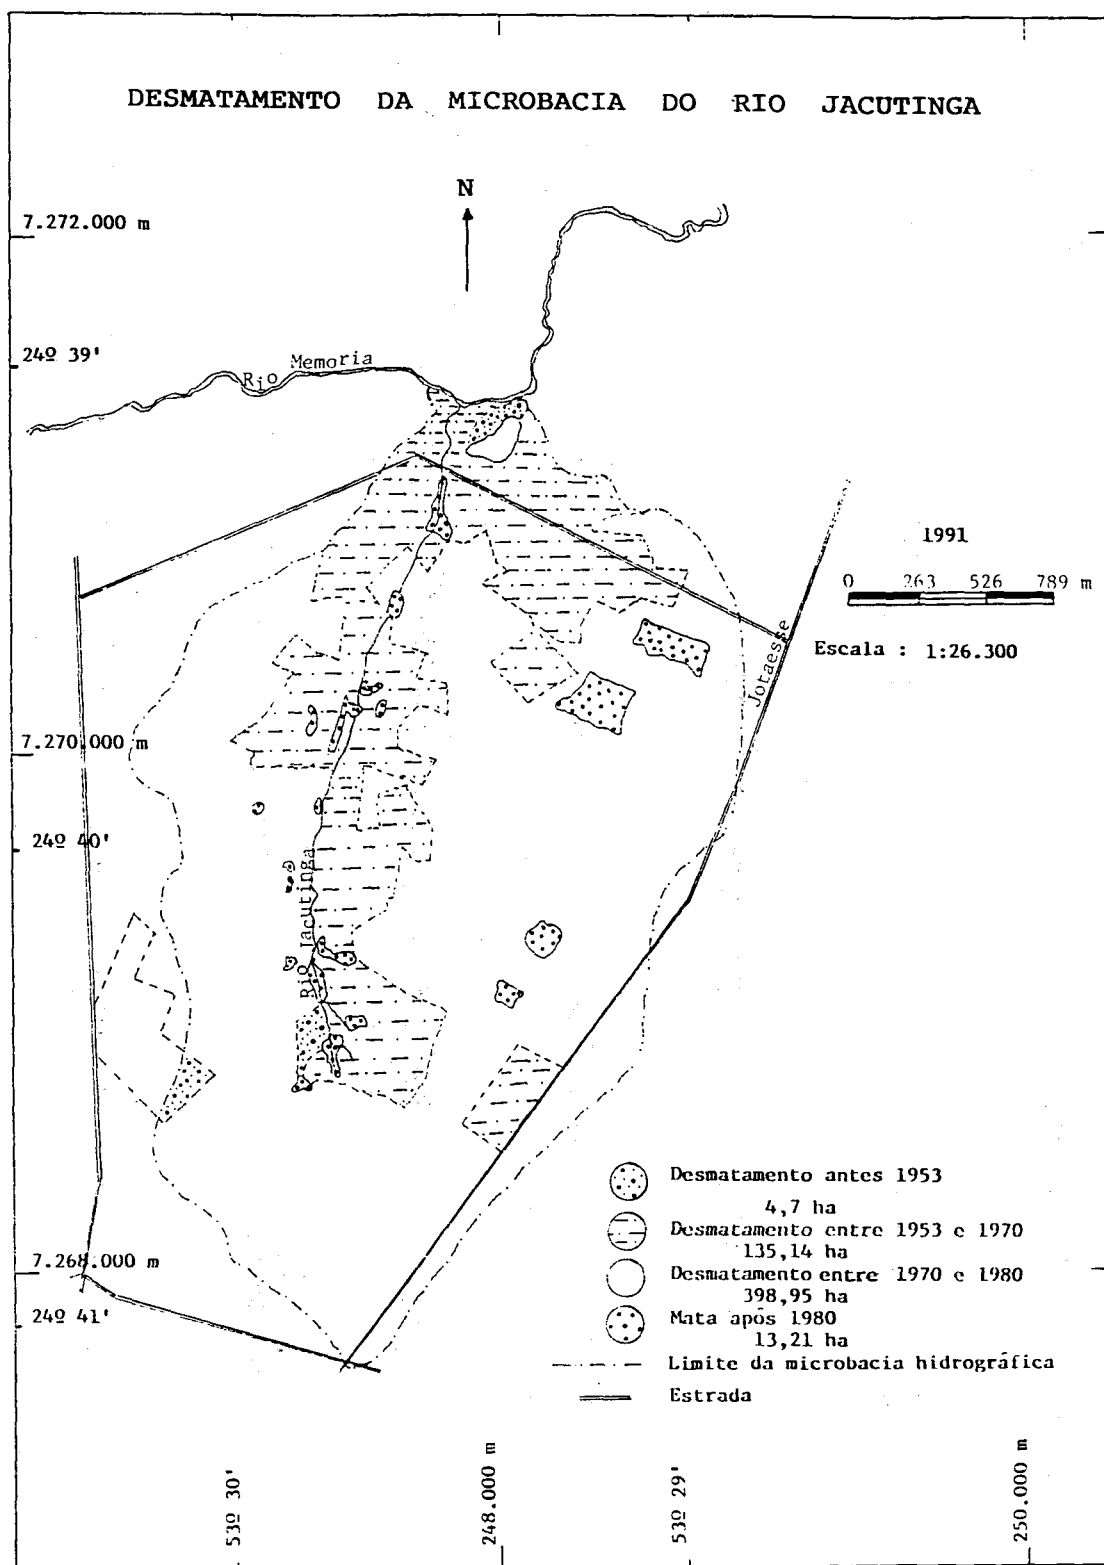 DESMATAMENTO DA MICROBACIA DO RIO JACUTINGA
N
7.272.000 m
24º 39'
Rio Memoria
1991
0 263 526 789 m
Escala : 1:26.300
Jotaesse
7.270.000 m
24º 40'
Rio Jacutinga
Desmatamento antes 1953
4,7 ha
Desmatamento entre 1953 e 1970
135,14 ha
Desmatamento entre 1970 e 1980
398,95 ha
Mata após 1980
13,21 ha
Limite da microbacia hidrográfica
Estrada
7.268.000 m
24º 41'
53º 30'
248.000 m
53º 29'
250.000 m